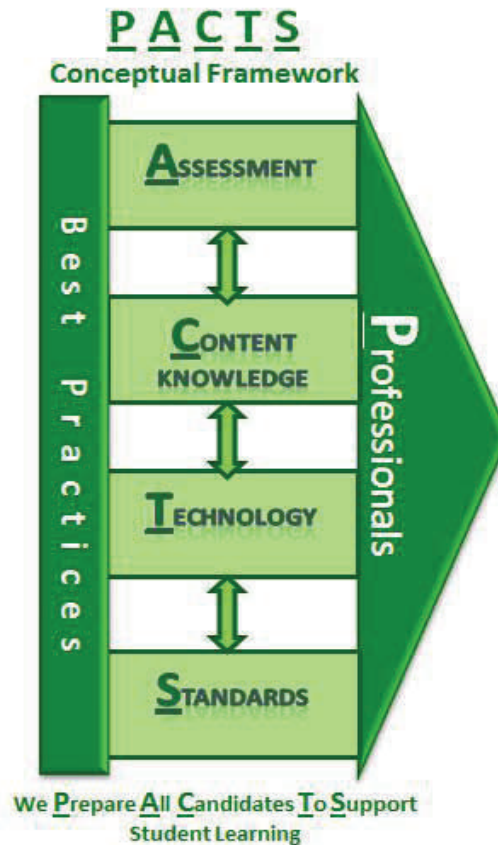 P A C T S
Conceptual Framework
Best Practices
ASSESSMENT
CONTENT
KNOWLEDGE
TECHNOLOGY
STANDARDS
Professionals
We Prepare All Candidates To Support
Student Learning